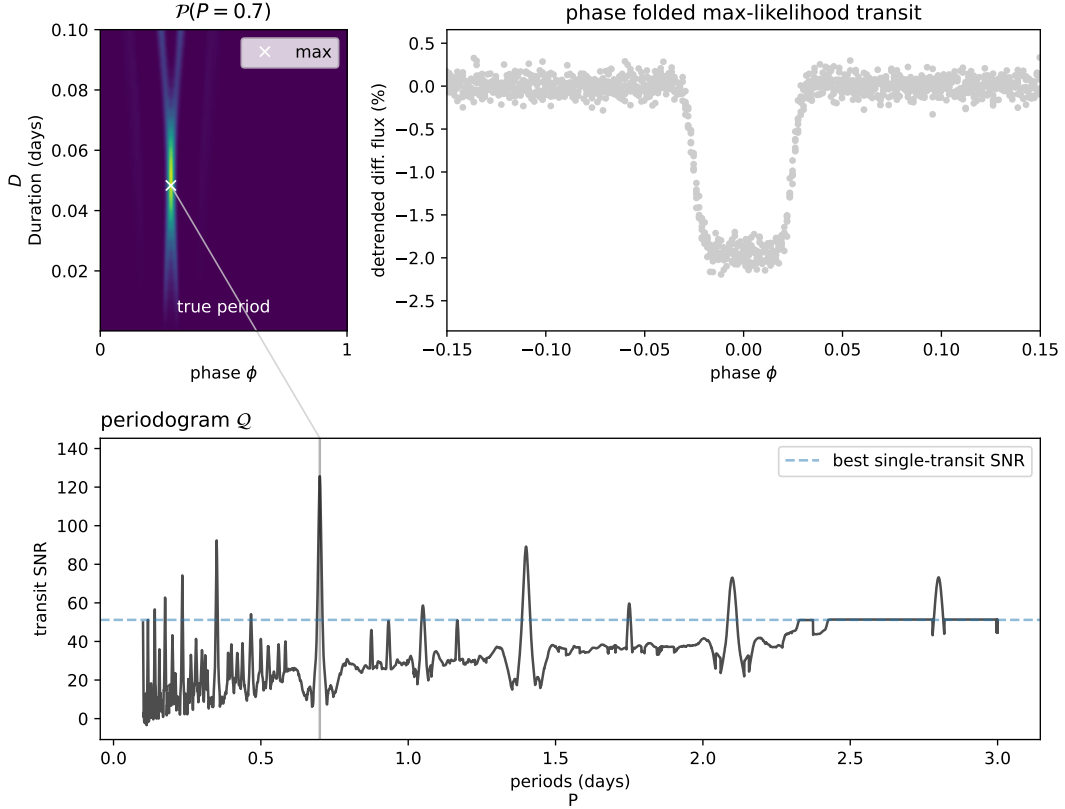 𝒫(P = 0.7)
× max
0.10
0.08
0.06
0.04
0.02
D
Duration (days)
true period
0
1
phase ϕ
phase folded max-likelihood transit
0.5
0.0
−0.5
−1.0
−1.5
−2.0
−2.5
detrended diff. flux (%)
−0.15 −0.10 −0.05 0.00 0.05 0.10 0.15
phase ϕ
periodogram 𝒬
best single-transit SNR
140
120
100
80
60
40
20
0
transit SNR
0.0 0.5 1.0 1.5 2.0 2.5 3.0
periods (days)
P